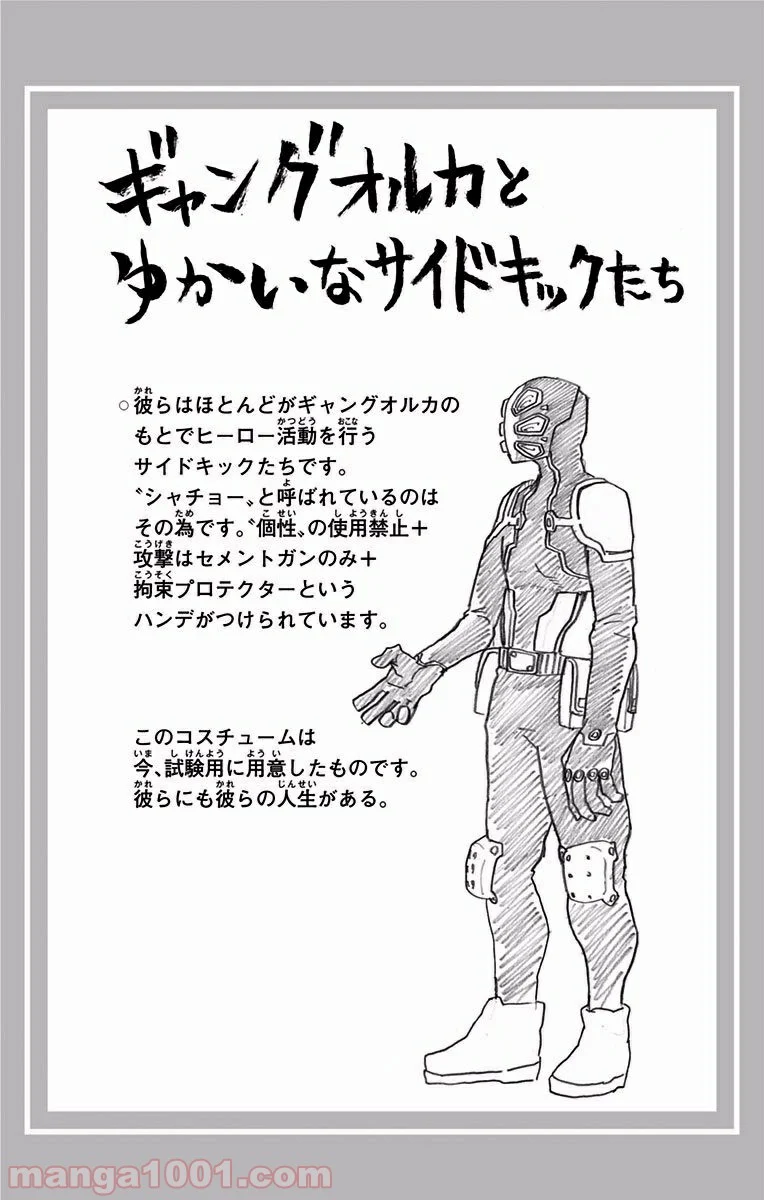 ギャングオルカと
ゆかいなサイドキックたち
○彼らはほとんどがギャングオルカの
もとでヒーロー活動を行う
サイドキックたちです。
〝シャチョー〟と呼ばれているのは
その為です。〝個性〟の使用禁止+
攻撃はセメントガンのみ+
拘束プロテクターという
ハンデがつけられています。
このコスチュームは
今、試験用に用意したものです。
彼らにも彼らの人生がある。
manga1001.com